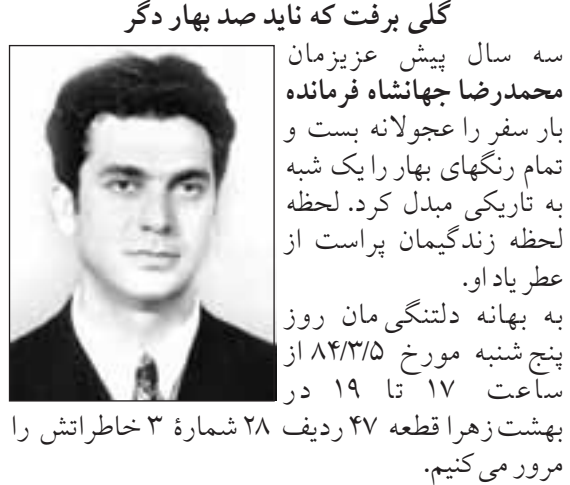 گلی برفت که ناید صد بهار دگر
سه سال پیش عزیزمان
محمدرضا جهانشاه فرمانده
بار سفر را عجولانه بست و
تمام رنگهای بهار را یک شبه
به تاریکی مبدل کرد. لحظه
لحظه زندگیمان پراست از
عطر یاد او.
به بهانه دلتنگی مان روز
پنج شنبه مورخ ۸۴/۳/۵ از
ساعت ۱۷ تا ۱۹ در
بهشت زهرا قطعه ۴۷ ردیف ۲۸ شمارۀ ۳ خاطراتش را
مرور می‌کنیم.